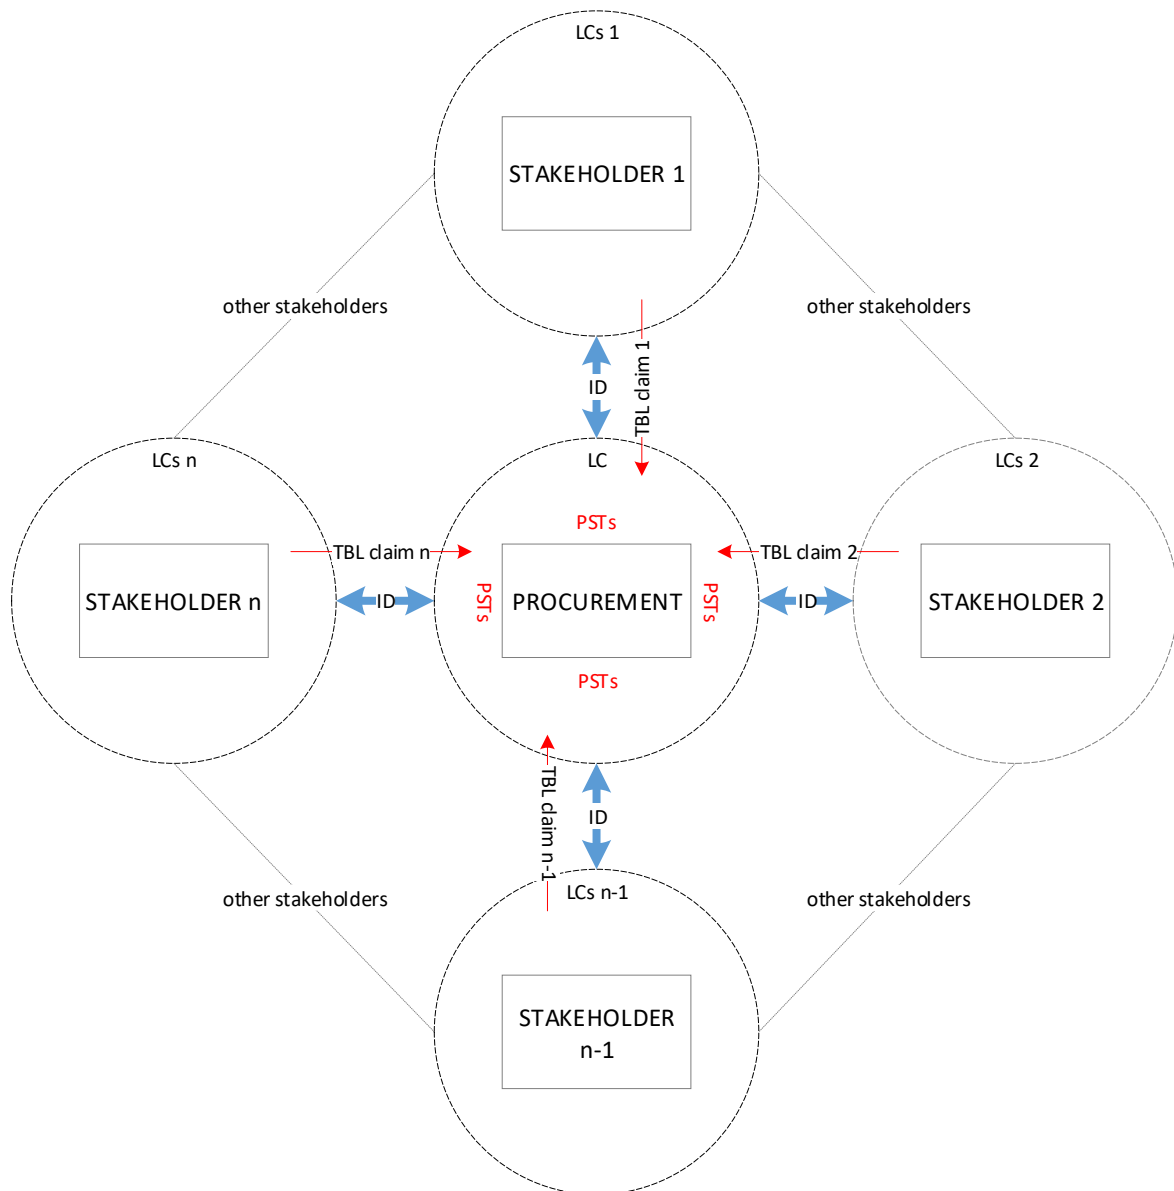 LCs 1
STAKEHOLDER 1
other stakeholders
other stakeholders
TBL claim 1
ID
LCs n
LC
LCs 2
PSTs
TBL claim n
TBL claim 2
STAKEHOLDER n
ID
PSTs
PROCUREMENT
PSTs
ID
STAKEHOLDER 2
PSTs
TBL claim n-1
ID
LCs n-1
other stakeholders
other stakeholders
STAKEHOLDER
n-1